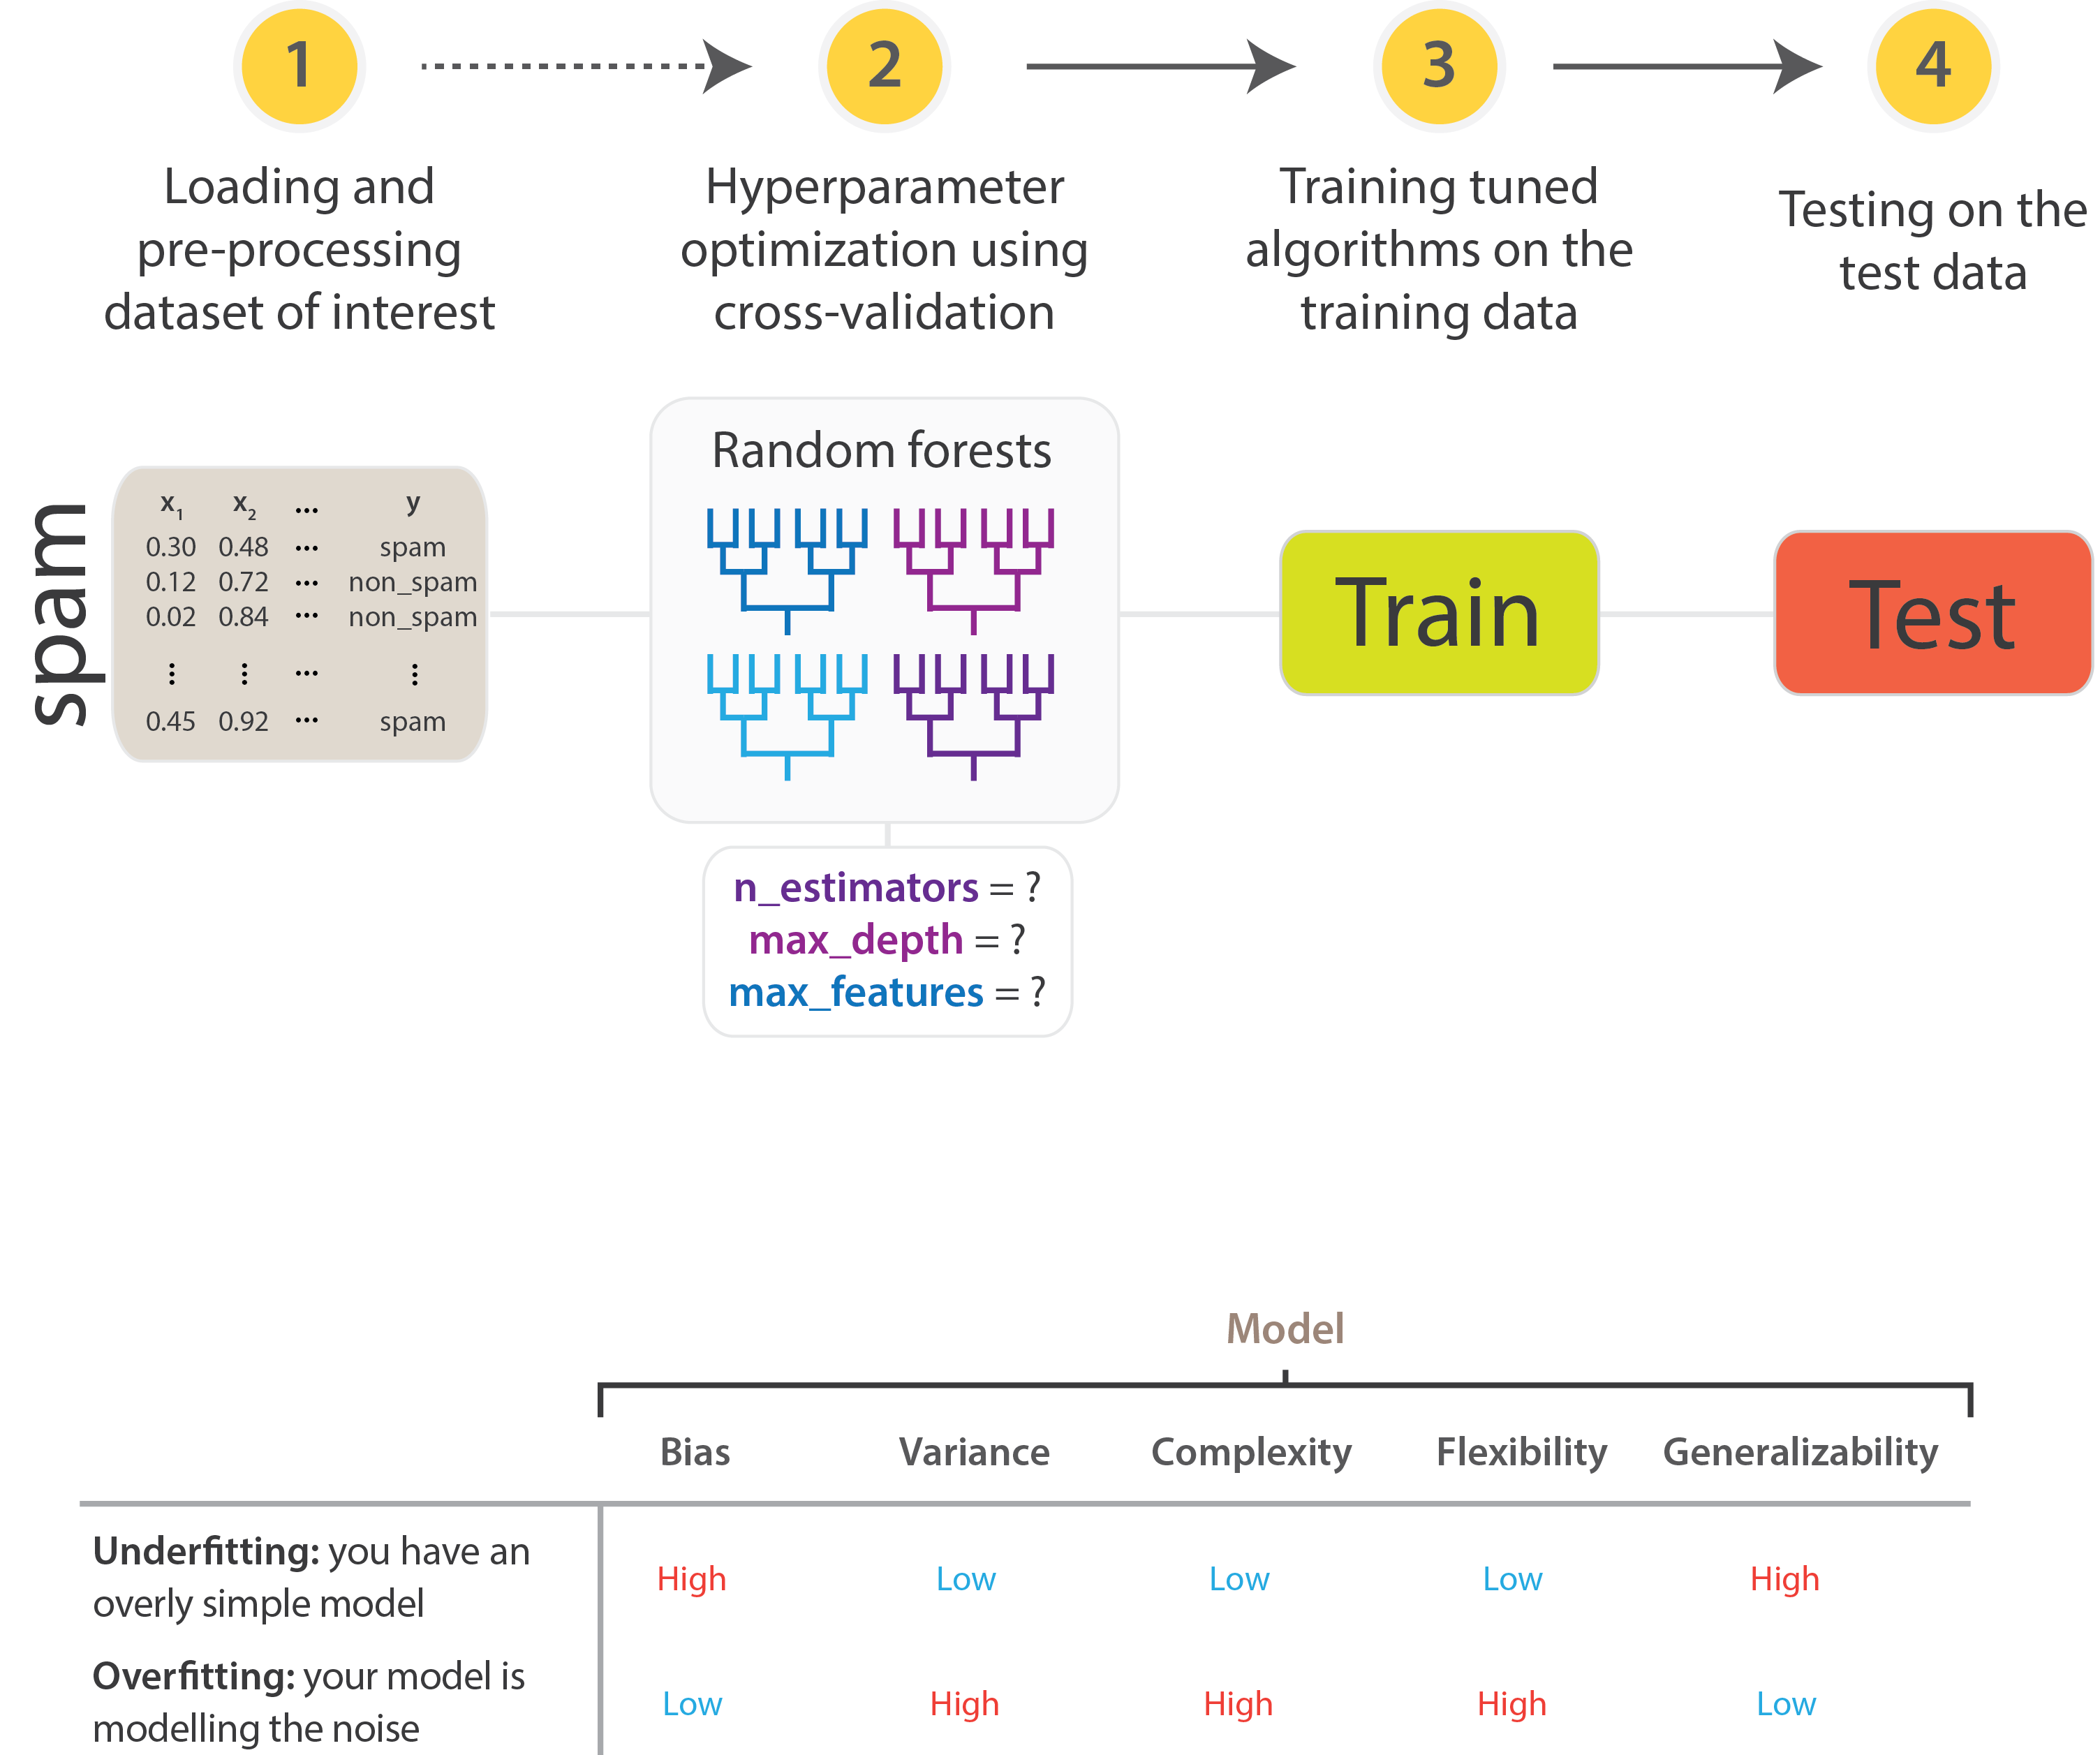 1
2
3
4
Loading and
pre-processing
dataset of interest
Hyperparameter
optimization using
cross-validation
Training tuned
algorithms on the
training data
Testing on the
test data
spam
x1 x2 ... y
0.30 0.48 ... spam
0.12 0.72 ... non_spam
0.02 0.84 ... non_spam
⋮ ⋮ ... ⋮
0.45 0.92 ... spam
Random forests
n_estimators = ?
max_depth = ?
max_features = ?
Train
Test
Model
Bias Variance Complexity Flexibility Generalizability
Underfitting: you have an
overly simple model
High Low Low Low High
Overfitting: your model is
modelling the noise
Low High High High Low